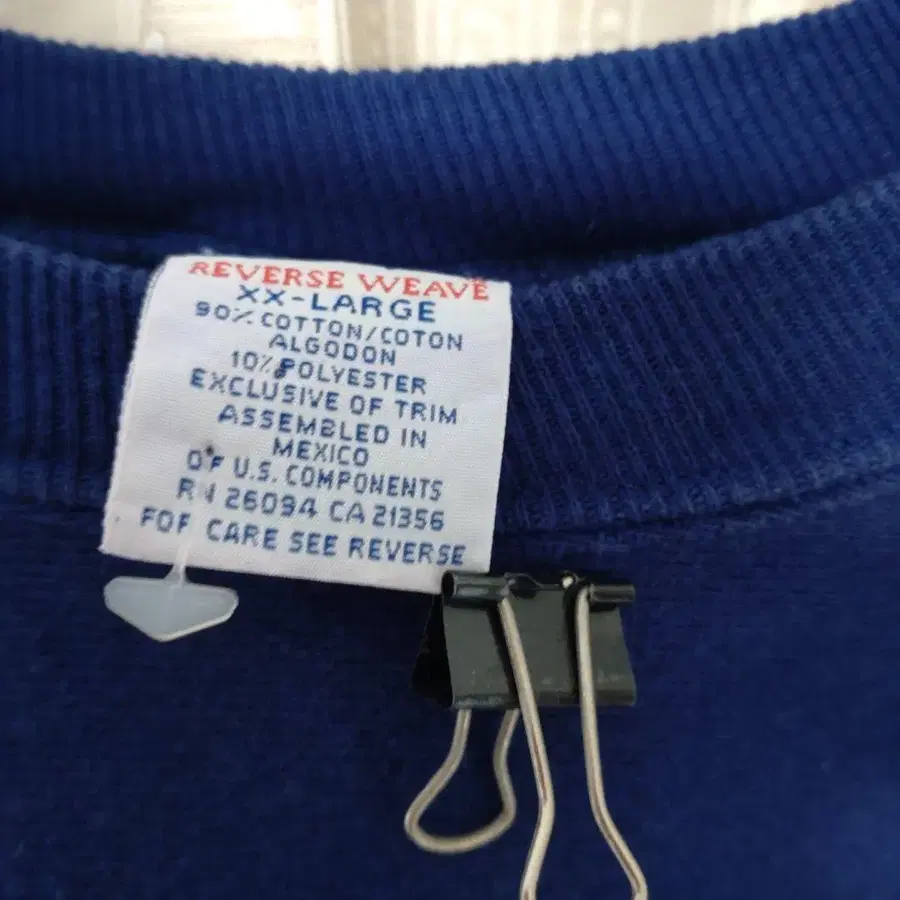 REVERSE WEAVE
XX-LARGE
90% COTTON/COTON
ALGODON
10% POLYESTER
EXCLUSIVE OF TRIM
ASSEMBLED IN
MEXICO
OF U.S. COMPONENTS
RN 26094 CA 21356
FOR CARE SEE REVERSE